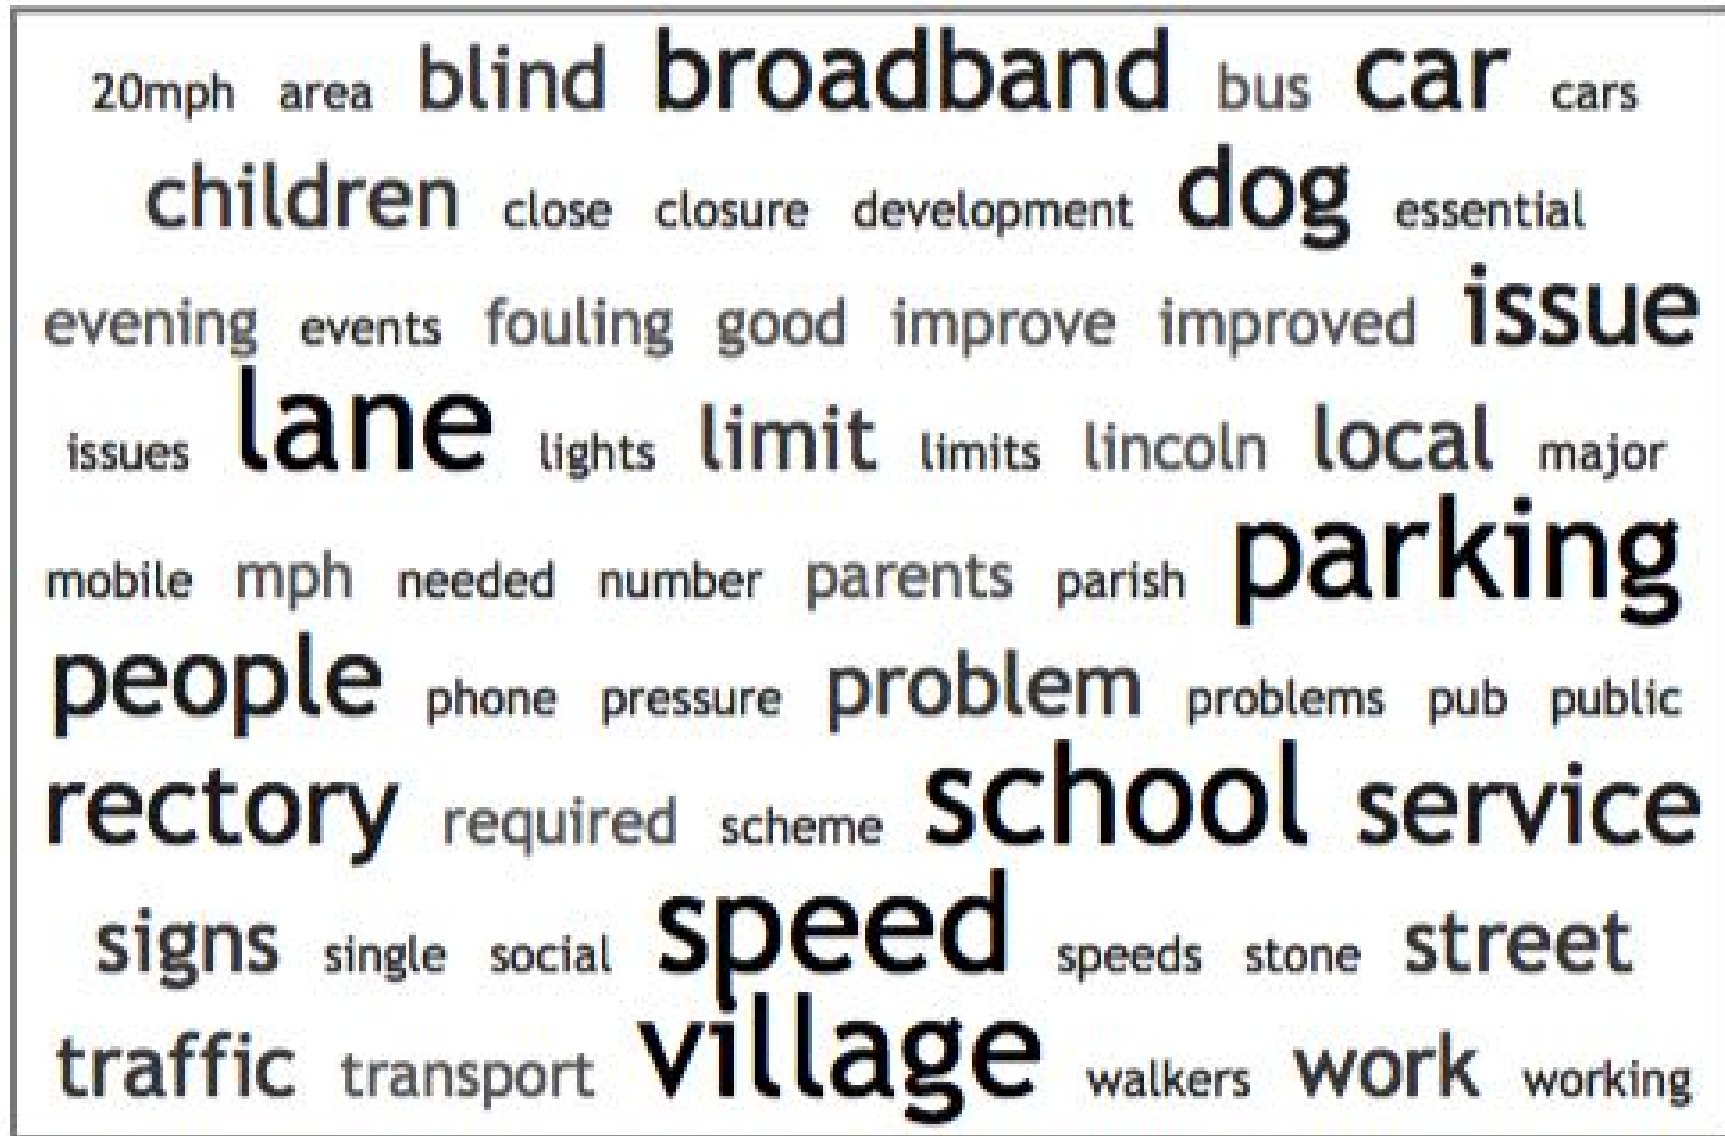 20mph area blind broadband bus car cars
children close closure development dog essential
evening events fouling good improve improved issue
issues lane lights limit limits lincoln local major
mobile mph needed number parents parish parking
people phone pressure problem problems pub public
rectory required scheme school service
signs single social speed speeds stone street
traffic transport village walkers work working